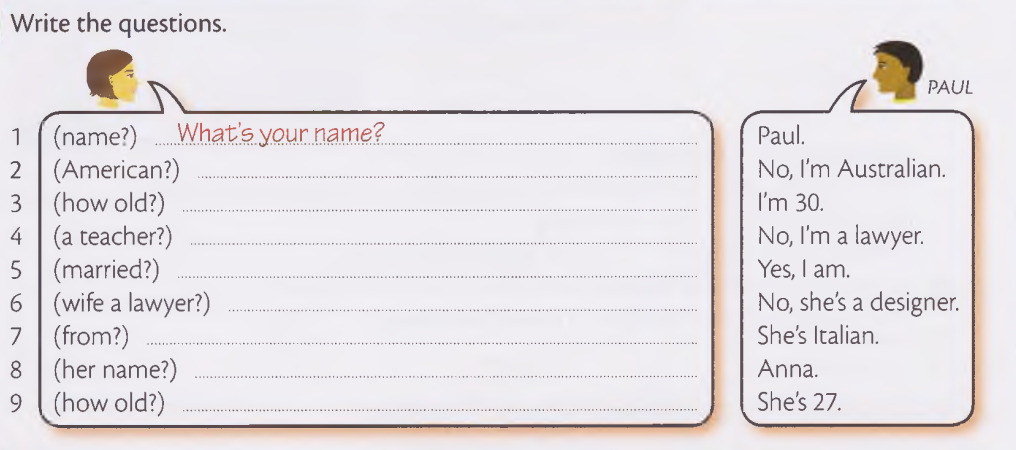 Write the questions.
PAUL
1 (name?) What's your name? Paul.
2 (American?) No, I'm Australian.
3 (how old?) I'm 30.
4 (a teacher?) No, I'm a lawyer.
5 (married?) Yes, I am.
6 (wife a lawyer?) No, she's a designer.
7 (from?) She's Italian.
8 (her name?) Anna.
9 (how old?) She's 27.